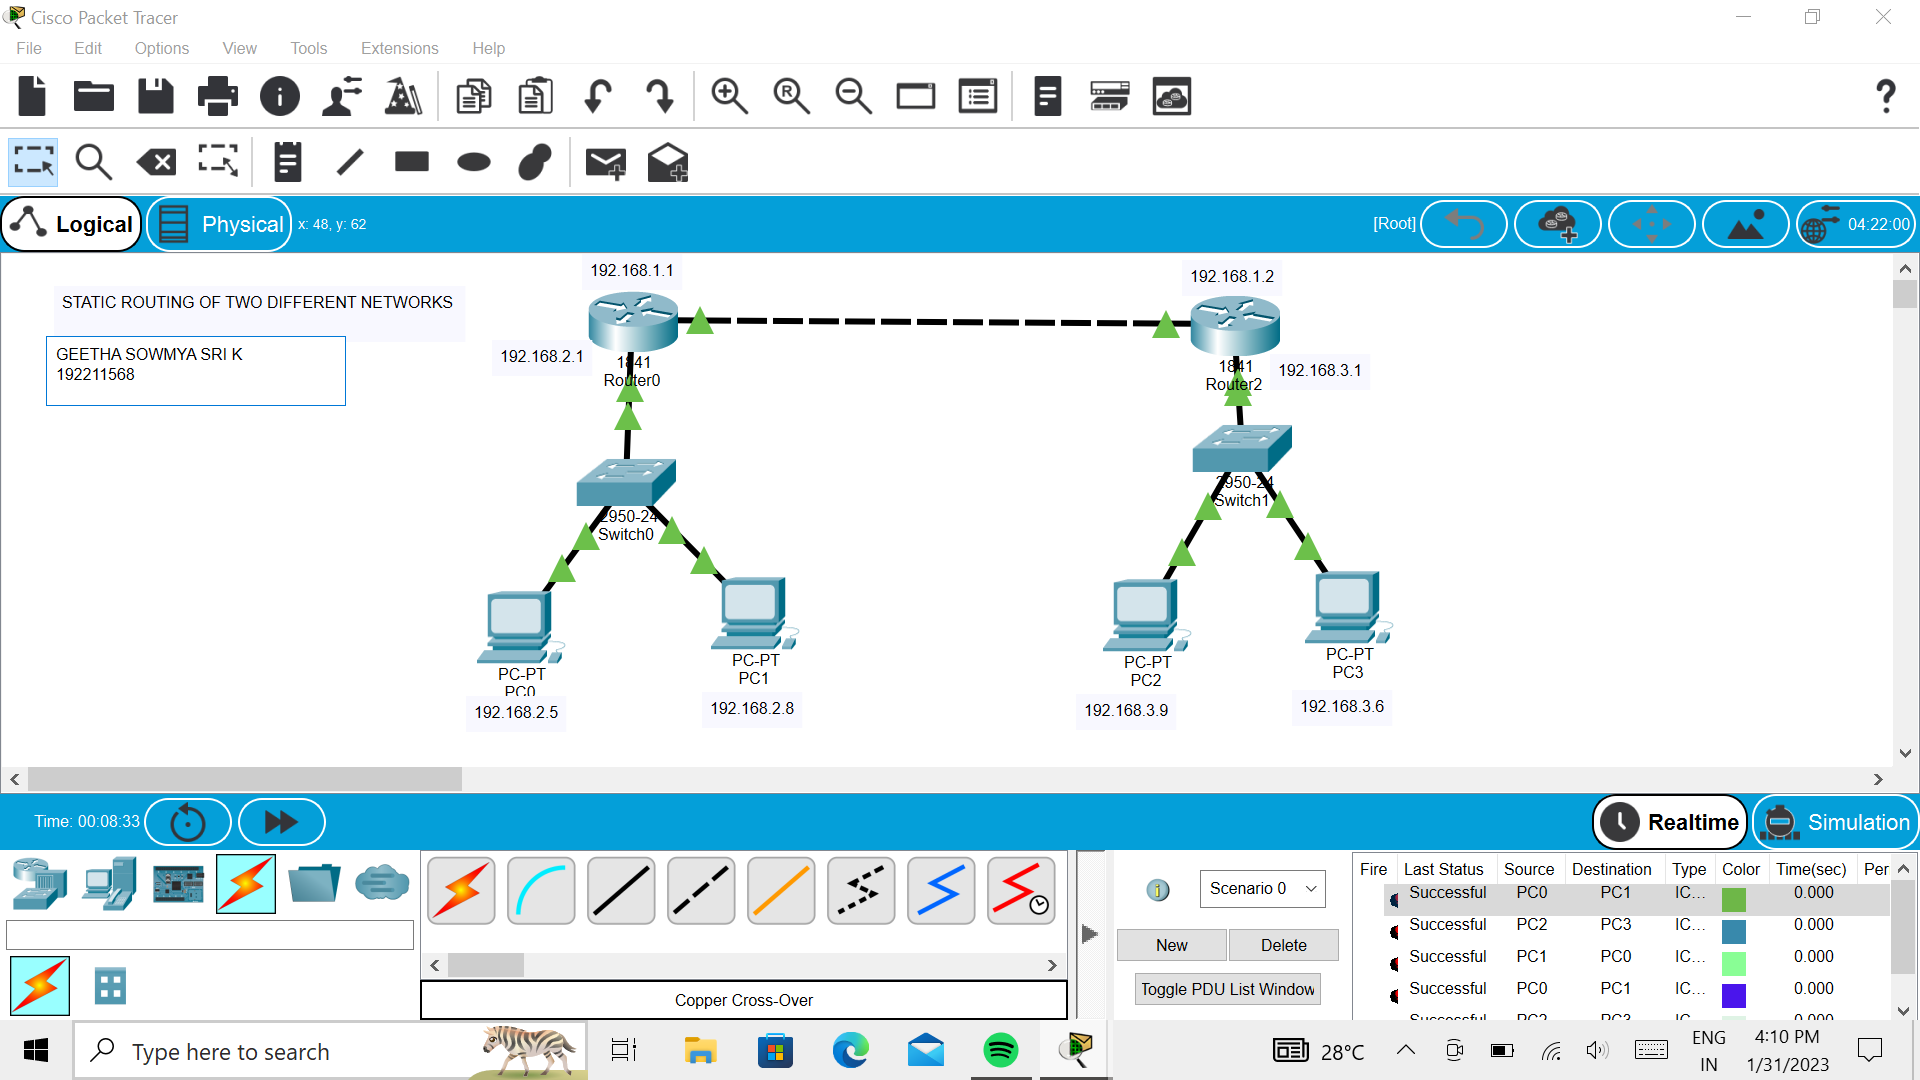 Cisco Packet Tracer
File Edit Options View Tools Extensions Help
Logical Physical x: 48, y: 62 [Root] 04:22:00
STATIC ROUTING OF TWO DIFFERENT NETWORKS
GEETHA SOWMYA SRI K
192211568
192.168.1.1
192.168.1.2
192.168.2.1
1841
Router0
1841
Router2
192.168.3.1
2950-24
Switch0
2950-24
Switch1
PC-PT
PC0
192.168.2.5
PC-PT
PC1
192.168.2.8
PC-PT
PC2
192.168.3.9
PC-PT
PC3
192.168.3.6
Time: 00:08:33 Realtime Simulation
Scenario 0
New Delete
Toggle PDU List Window
Copper Cross-Over
Fire Last Status Source Destination Type Color Time(sec) Per
Successful PC0 PC1 IC... 0.000
Successful PC2 PC3 IC... 0.000
Successful PC1 PC0 IC... 0.000
Successful PC0 PC1 IC... 0.000
Successful PC2 PC3 IC... 0.000
Type here to search
28°C
ENG
IN
4:10 PM
1/31/2023